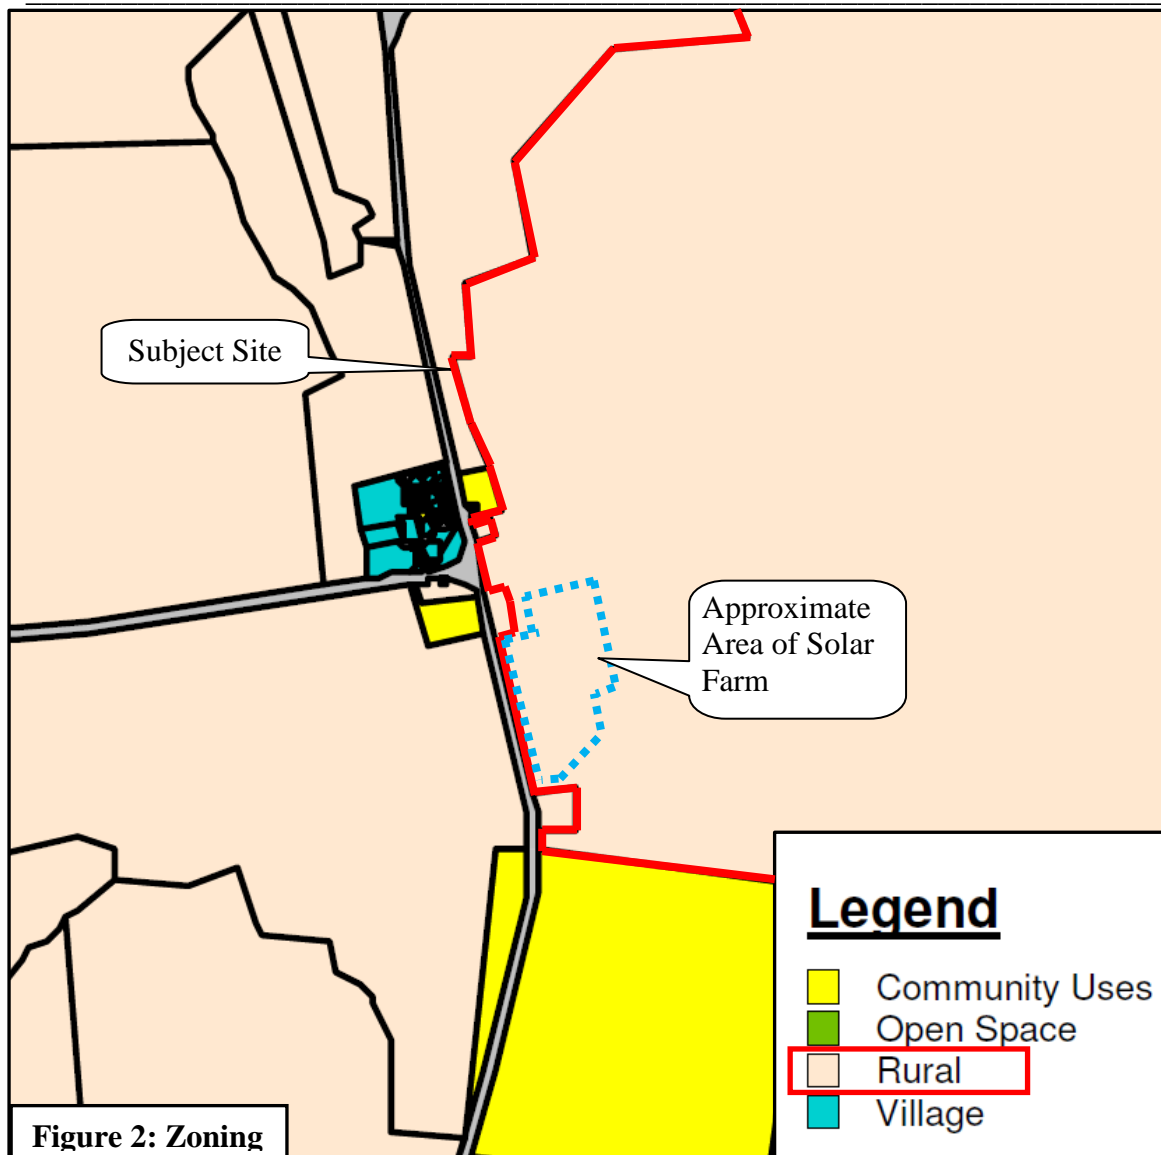 Subject Site
Approximate
Area of Solar
Farm
Legend
Community Uses
Open Space
Rural
Village
Figure 2: Zoning